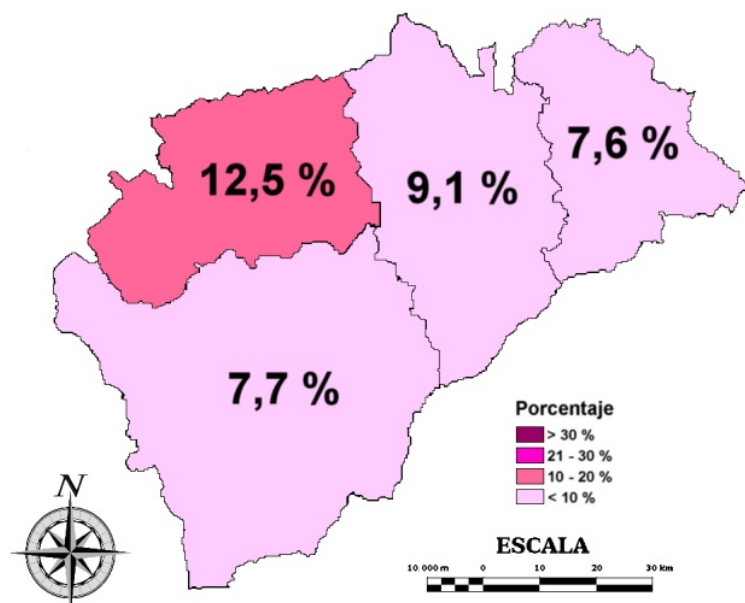 7,6 %
12,5 %
9,1 %
7,7 %
Porcentaje
> 30 %
21 - 30 %
10 - 20 %
< 10 %
N
ESCALA
10 000 m 0 10 20 30 km